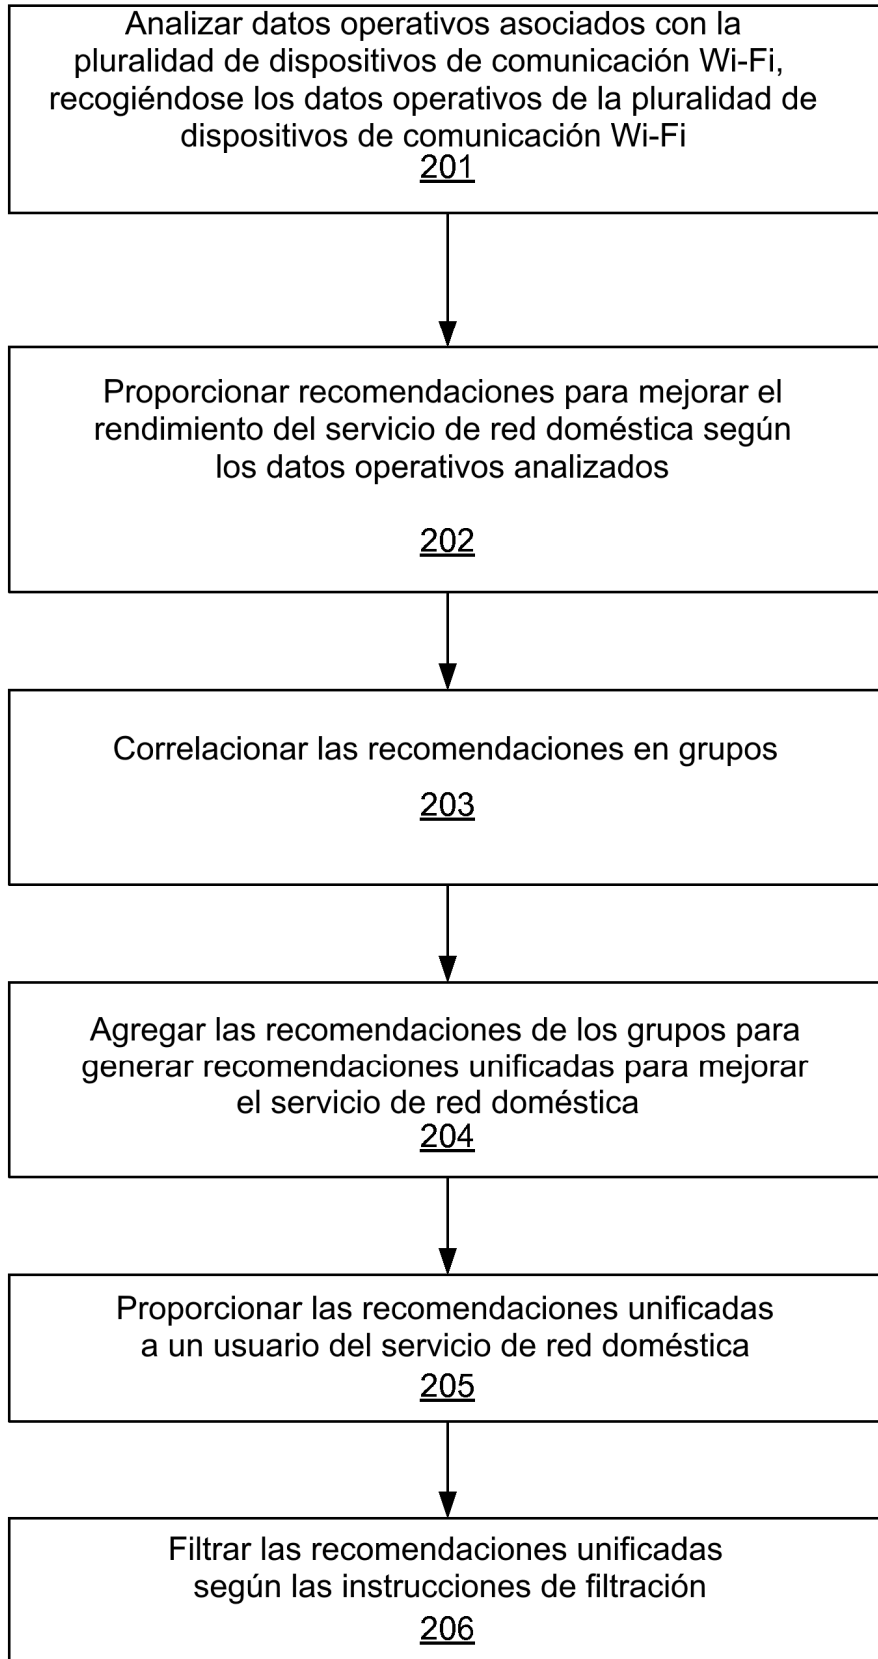 Analizar datos operativos asociados con la
pluralidad de dispositivos de comunicación Wi-Fi,
recogiéndose los datos operativos de la pluralidad de
dispositivos de comunicación Wi-Fi
201
Proporcionar recomendaciones para mejorar el
rendimiento del servicio de red doméstica según
los datos operativos analizados
202
Correlacionar las recomendaciones en grupos
203
Agregar las recomendaciones de los grupos para
generar recomendaciones unificadas para mejorar
el servicio de red doméstica
204
Proporcionar las recomendaciones unificadas
a un usuario del servicio de red doméstica
205
Filtrar las recomendaciones unificadas
según las instrucciones de filtración
206